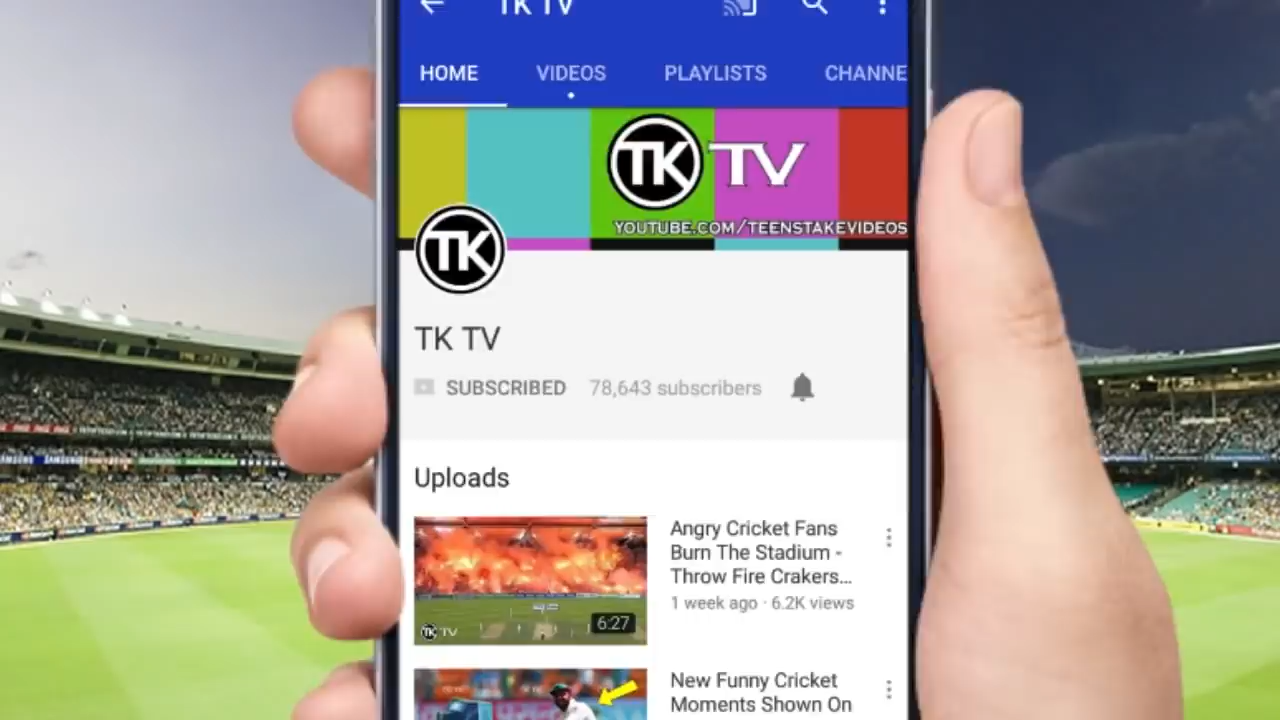 TK TV
HOME VIDEOS PLAYLISTS CHANNE
TK TV
YOUTUBE.COM/TEENSTAKEVIDEOS
TK
TK TV
SUBSCRIBED 78,643 subscribers
Uploads
Angry Cricket Fans
Burn The Stadium -
Throw Fire Crakers...
1 week ago · 6.2K views
6:27
TK TV
New Funny Cricket
Moments Shown On
SAMSUNG